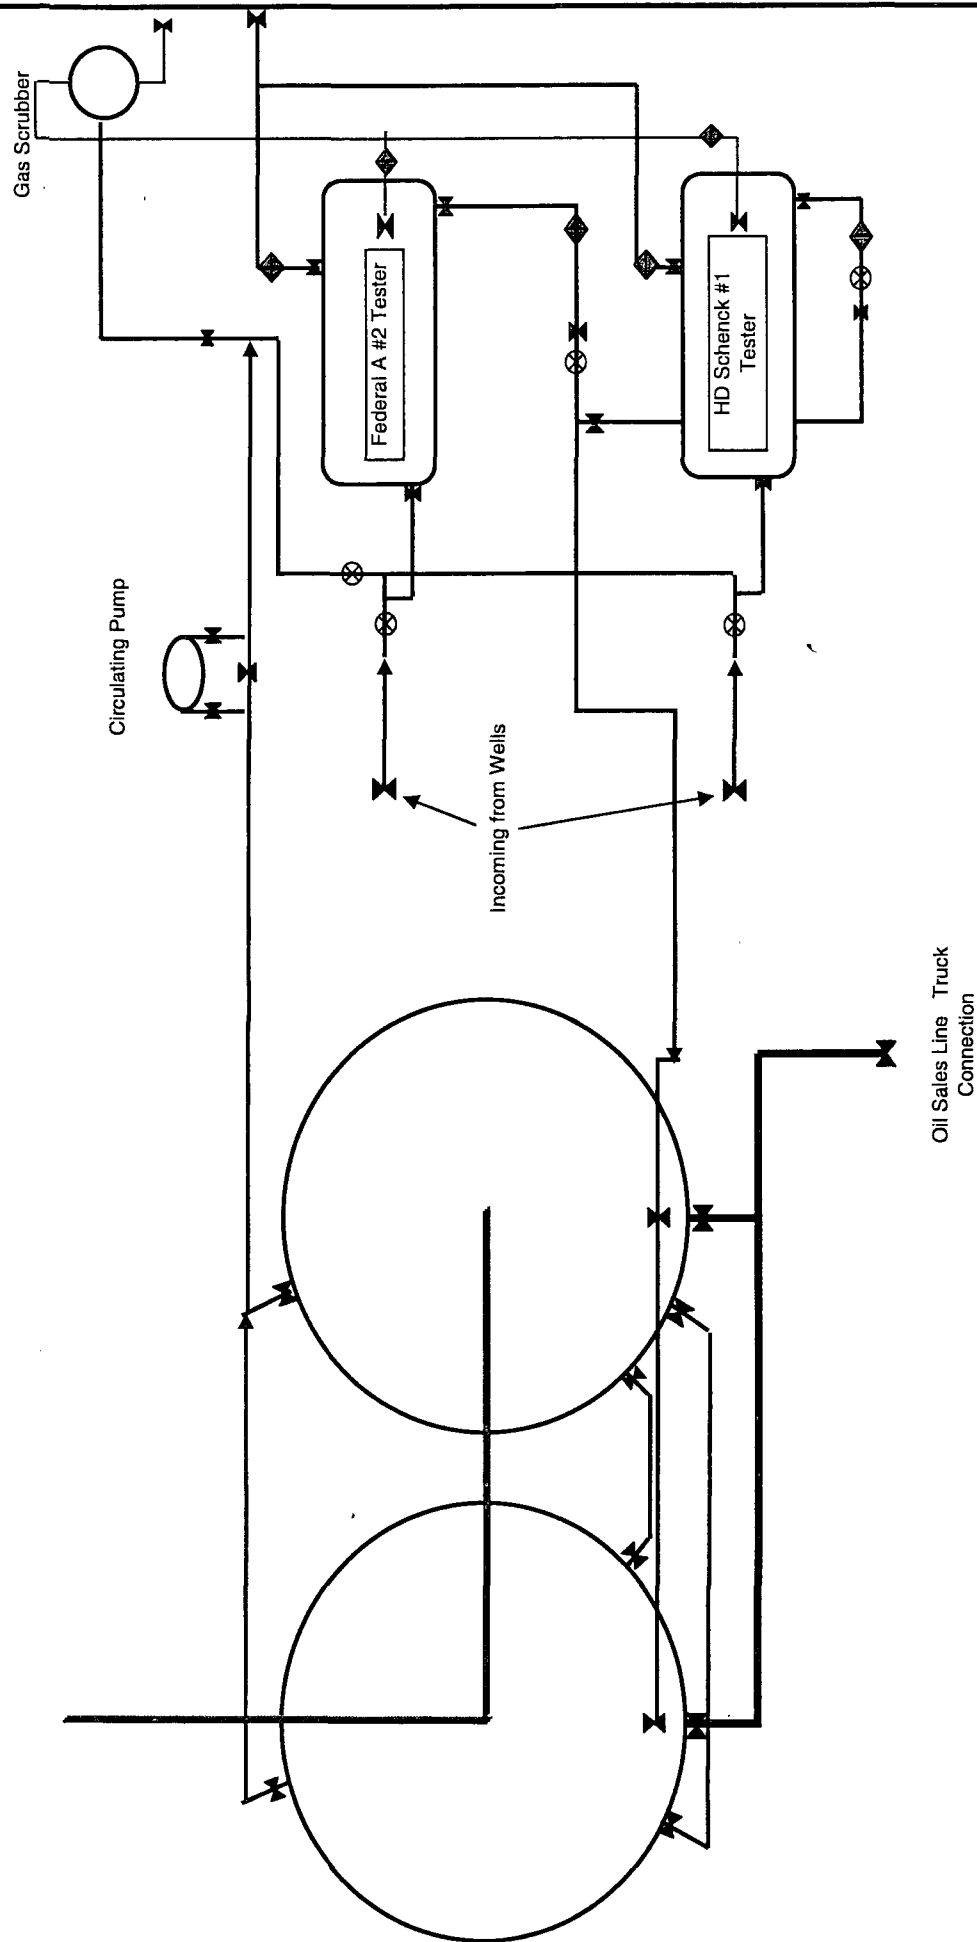 Gas Scrubber
Circulating Pump
Federal A #2 Tester
HD Schenck #1
Tester
Incoming from Wells
Oil Sales Line Truck
Connection